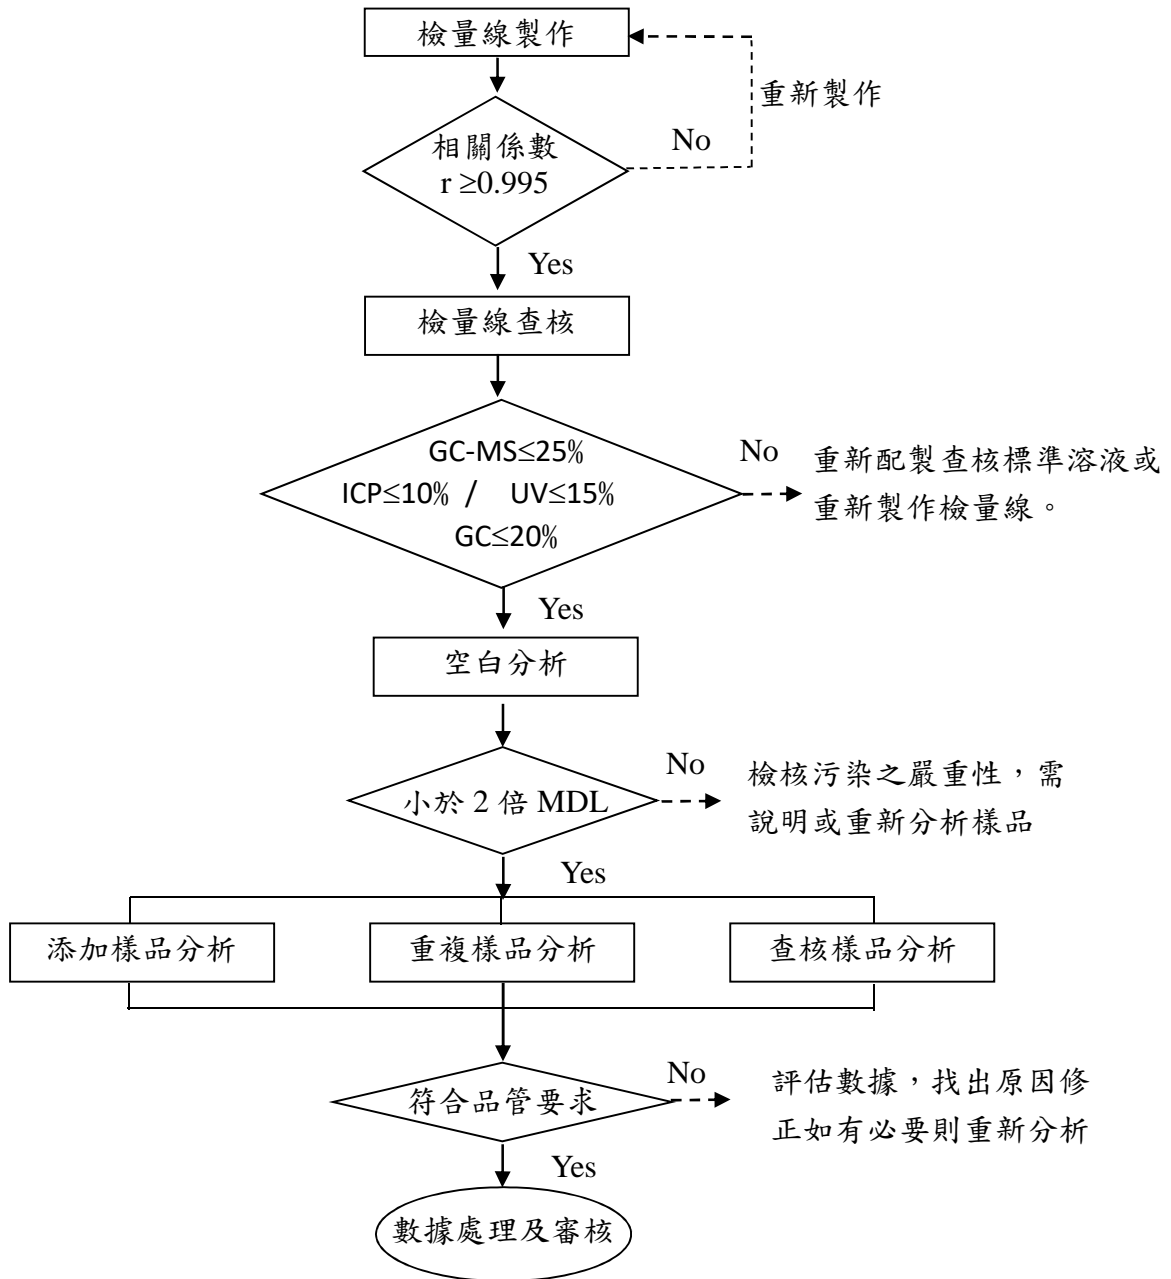 檢量線製作
重新製作
No
相關係數
r ≥0.995
Yes
檢量線查核
GC-MS≤25%
ICP≤10% / UV≤15%
GC≤20%
No
重新配製查核標準溶液或
重新製作檢量線。
Yes
空白分析
小於 2 倍 MDL
No
檢核污染之嚴重性，需
說明或重新分析樣品
Yes
添加樣品分析
重複樣品分析
查核樣品分析
符合品管要求
No
評估數據，找出原因修
正如有必要則重新分析
Yes
數據處理及審核